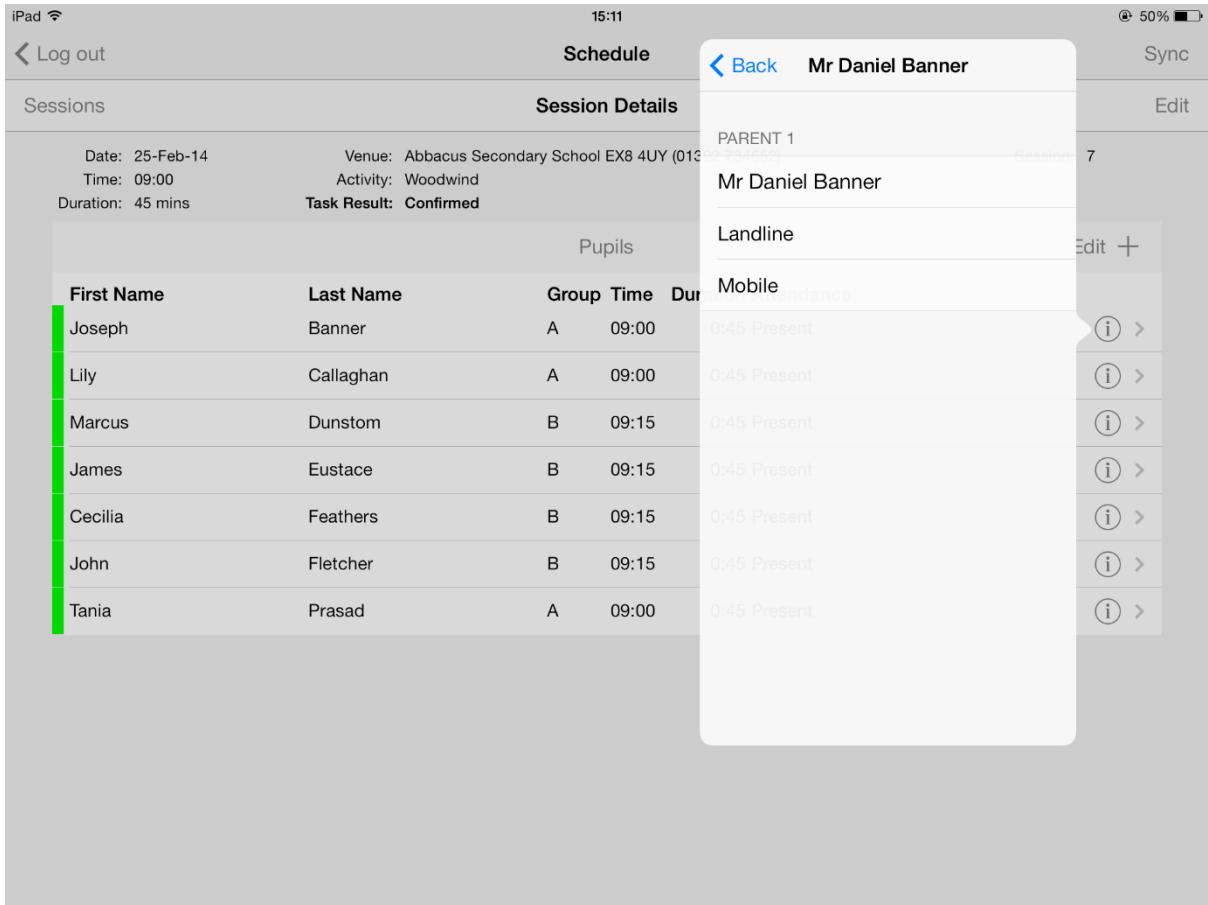 iPad 15:11 50%
Log out Schedule Sync
Sessions Session Details Edit
Back Mr Daniel Banner
PARENT 1
Mr Daniel Banner
Landline
Mobile
Date: 25-Feb-14 Venue: Abbacus Secondary School EX8 4UY (01392 734682) Session: 7
Time: 09:00 Activity: Woodwind
Duration: 45 mins Task Result: Confirmed
Pupils Edit +
First Name Last Name Group Time Duration Attendance
Joseph Banner A 09:00 0:45 Present
Lily Callaghan A 09:00 0:45 Present
Marcus Dunstom B 09:15 0:45 Present
James Eustace B 09:15 0:45 Present
Cecilia Feathers B 09:15 0:45 Present
John Fletcher B 09:15 0:45 Present
Tania Prasad A 09:00 0:45 Present